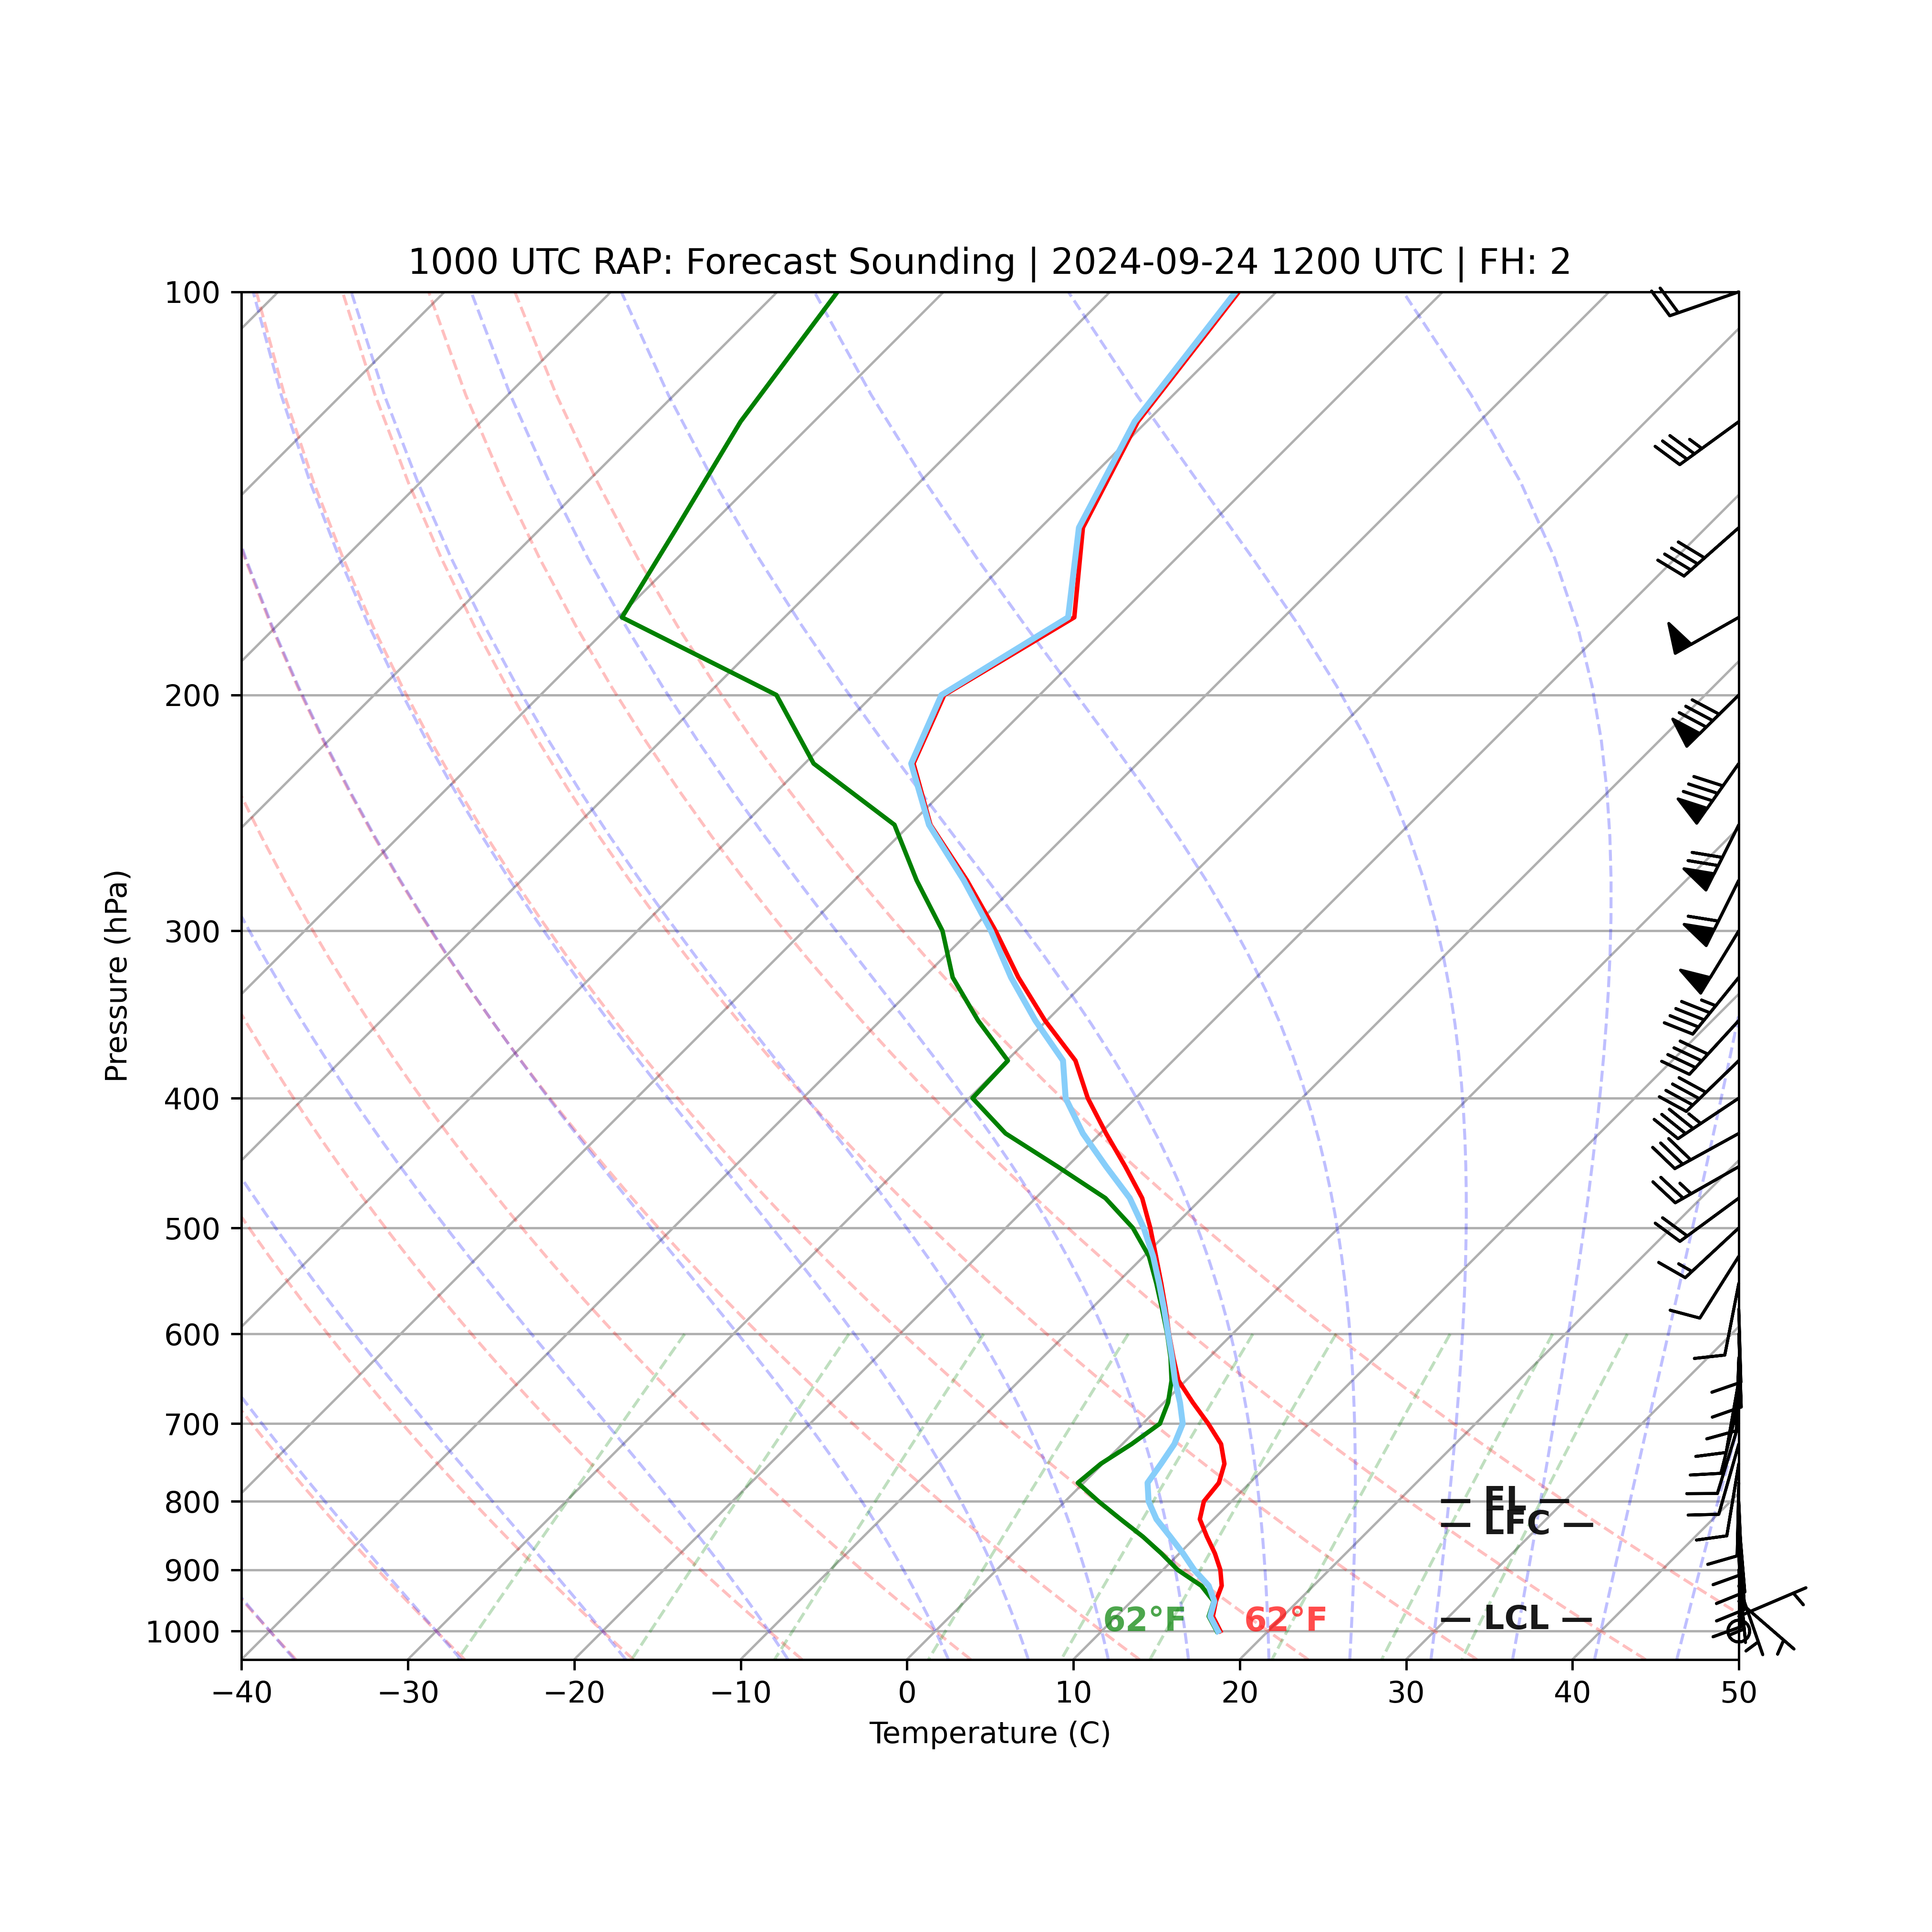 1000 UTC RAP: Forecast Sounding | 2024-09-24 1200 UTC | FH: 2
100
200
300
400
500
600
700
800
900
1000
Pressure (hPa)
— EL —
— LFC —
— LCL —
62°F 62°F
−40 −30 −20 −10 0 10 20 30 40 50
Temperature (C)